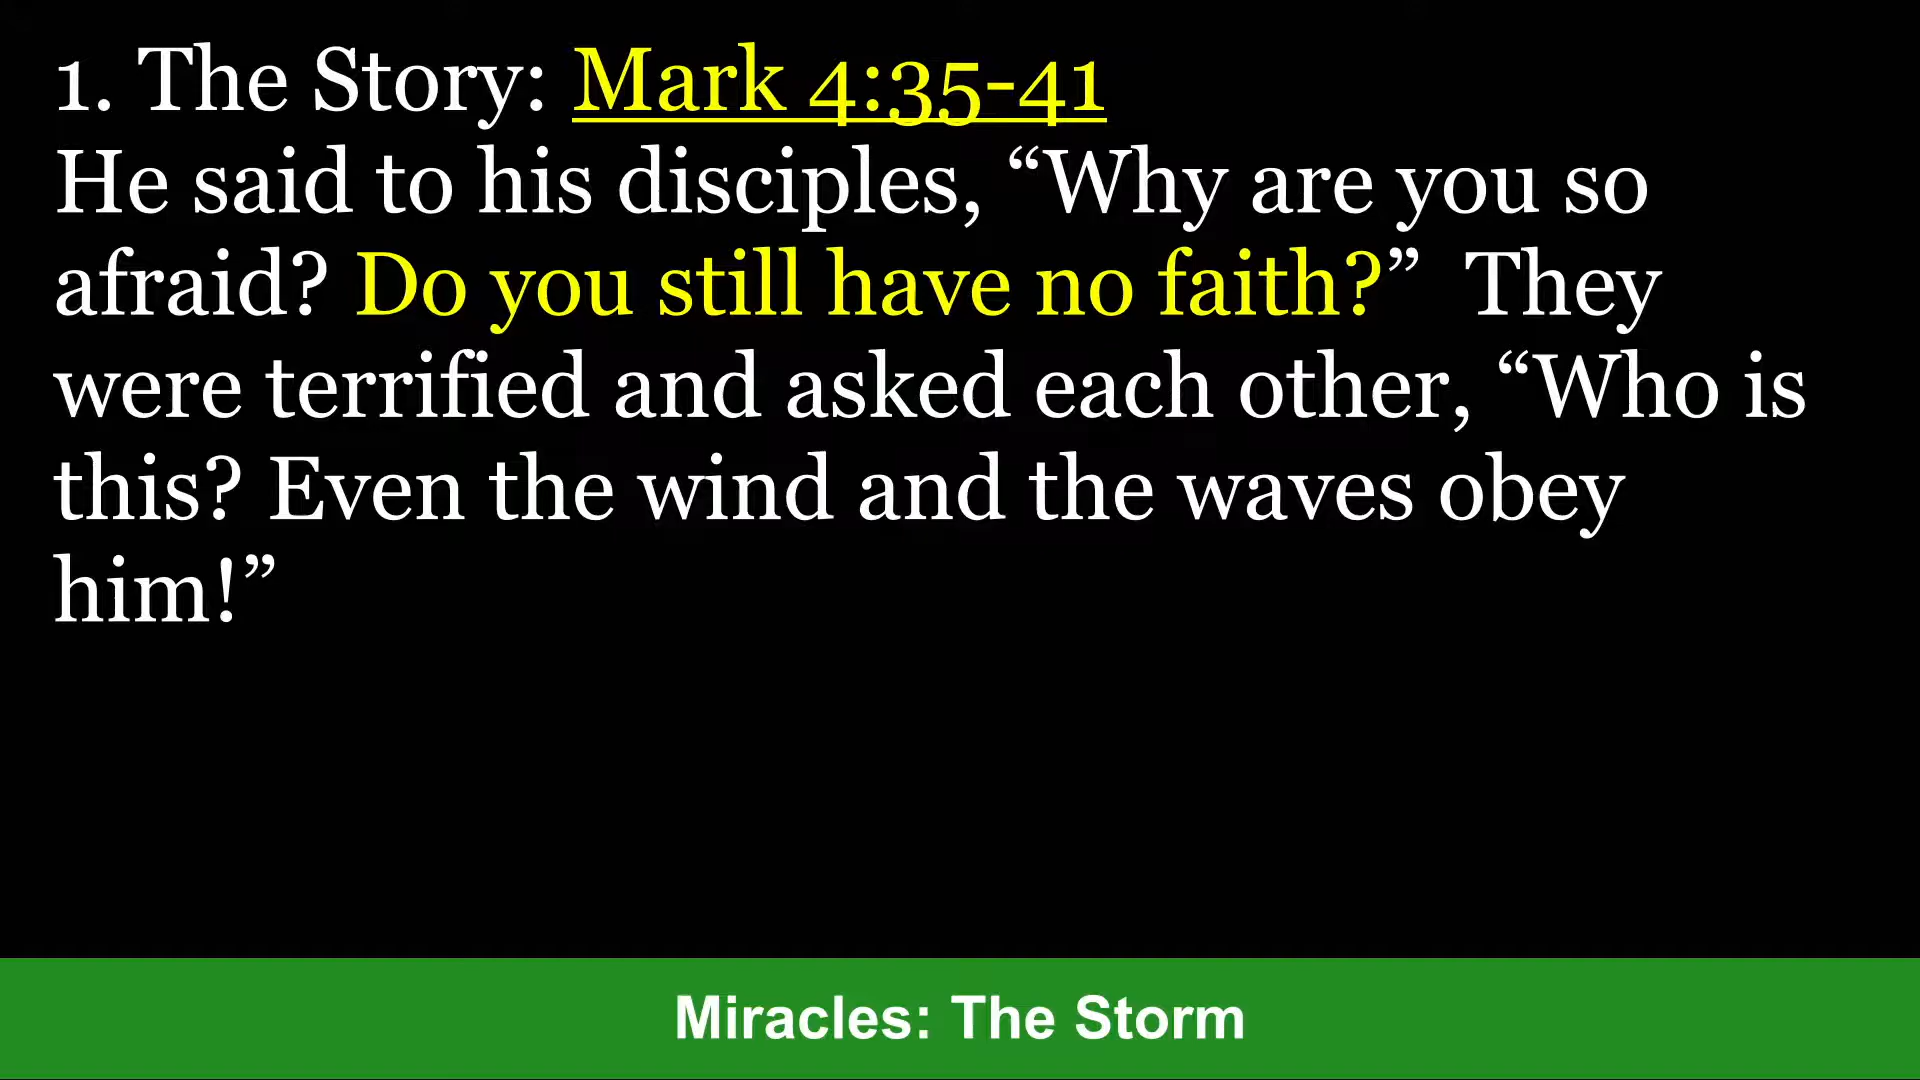 1. The Story: Mark 4:35-41
He said to his disciples, “Why are you so
afraid? Do you still have no faith?”  They
were terrified and asked each other, “Who is
this? Even the wind and the waves obey
him!”
Miracles: The Storm